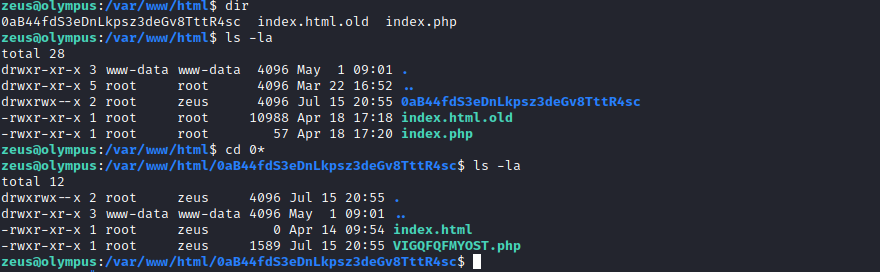 zeus@olympus:/var/www/html$ dir
0aB44fdS3eDnLkpsz3deGv8TttR4sc  index.html.old  index.php
zeus@olympus:/var/www/html$ ls -la
total 28
drwxr-xr-x 3 www-data www-data  4096 May  1 09:01 .
drwxr-xr-x 5 root     root      4096 Mar 22 16:52 ..
drwxrwx--x 2 root     zeus      4096 Jul 15 20:55 0aB44fdS3eDnLkpsz3deGv8TttR4sc
-rwxr-xr-x 1 root     root     10988 Apr 18 17:18 index.html.old
-rwxr-xr-x 1 root     root        57 Apr 18 17:20 index.php
zeus@olympus:/var/www/html$ cd 0*
zeus@olympus:/var/www/html/0aB44fdS3eDnLkpsz3deGv8TttR4sc$ ls -la
total 12
drwxrwx--x 2 root     zeus     4096 Jul 15 20:55 .
drwxr-xr-x 3 www-data www-data 4096 May  1 09:01 ..
-rwxr-xr-x 1 root     zeus        0 Apr 14 09:54 index.html
-rwxr-xr-x 1 root     zeus     1589 Jul 15 20:55 VIGQFQFMYOST.php
zeus@olympus:/var/www/html/0aB44fdS3eDnLkpsz3deGv8TttR4sc$